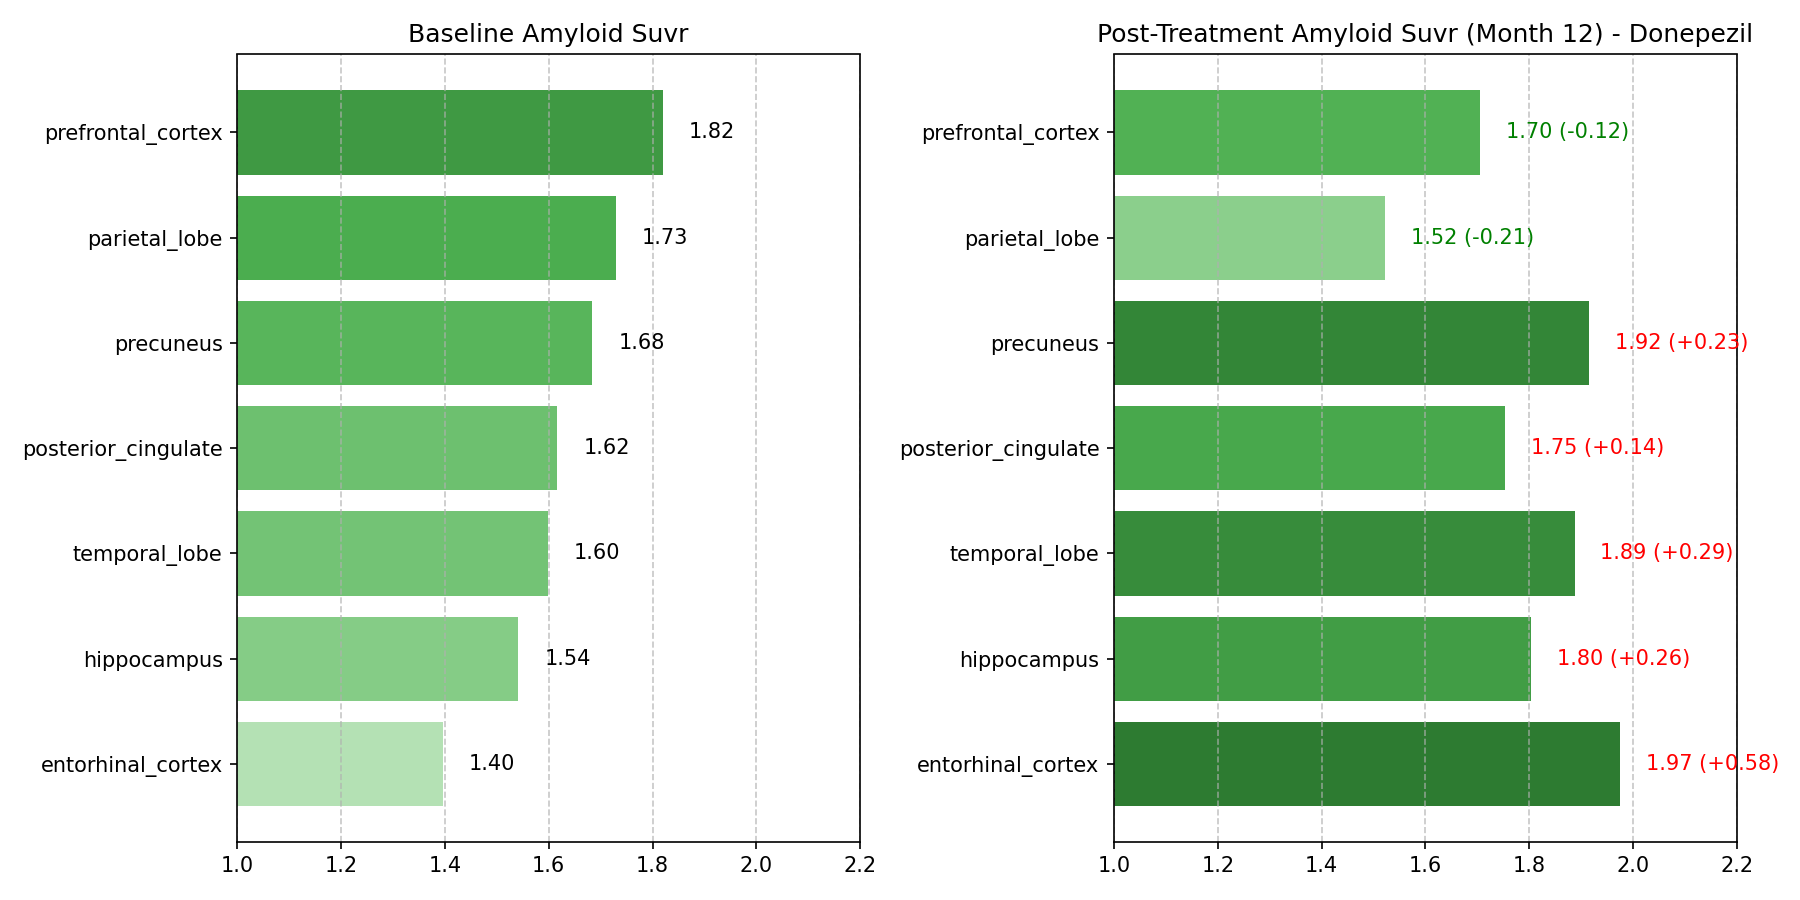 Baseline Amyloid Suvr
prefrontal_cortex
1.82
parietal_lobe
1.73
precuneus
1.68
posterior_cingulate
1.62
temporal_lobe
1.60
hippocampus
1.54
entorhinal_cortex
1.40
1.0 1.2 1.4 1.6 1.8 2.0 2.2
Post-Treatment Amyloid Suvr (Month 12) - Donepezil
prefrontal_cortex
1.70 (-0.12)
parietal_lobe
1.52 (-0.21)
precuneus
1.92 (+0.23)
posterior_cingulate
1.75 (+0.14)
temporal_lobe
1.89 (+0.29)
hippocampus
1.80 (+0.26)
entorhinal_cortex
1.97 (+0.58)
1.0 1.2 1.4 1.6 1.8 2.0 2.2